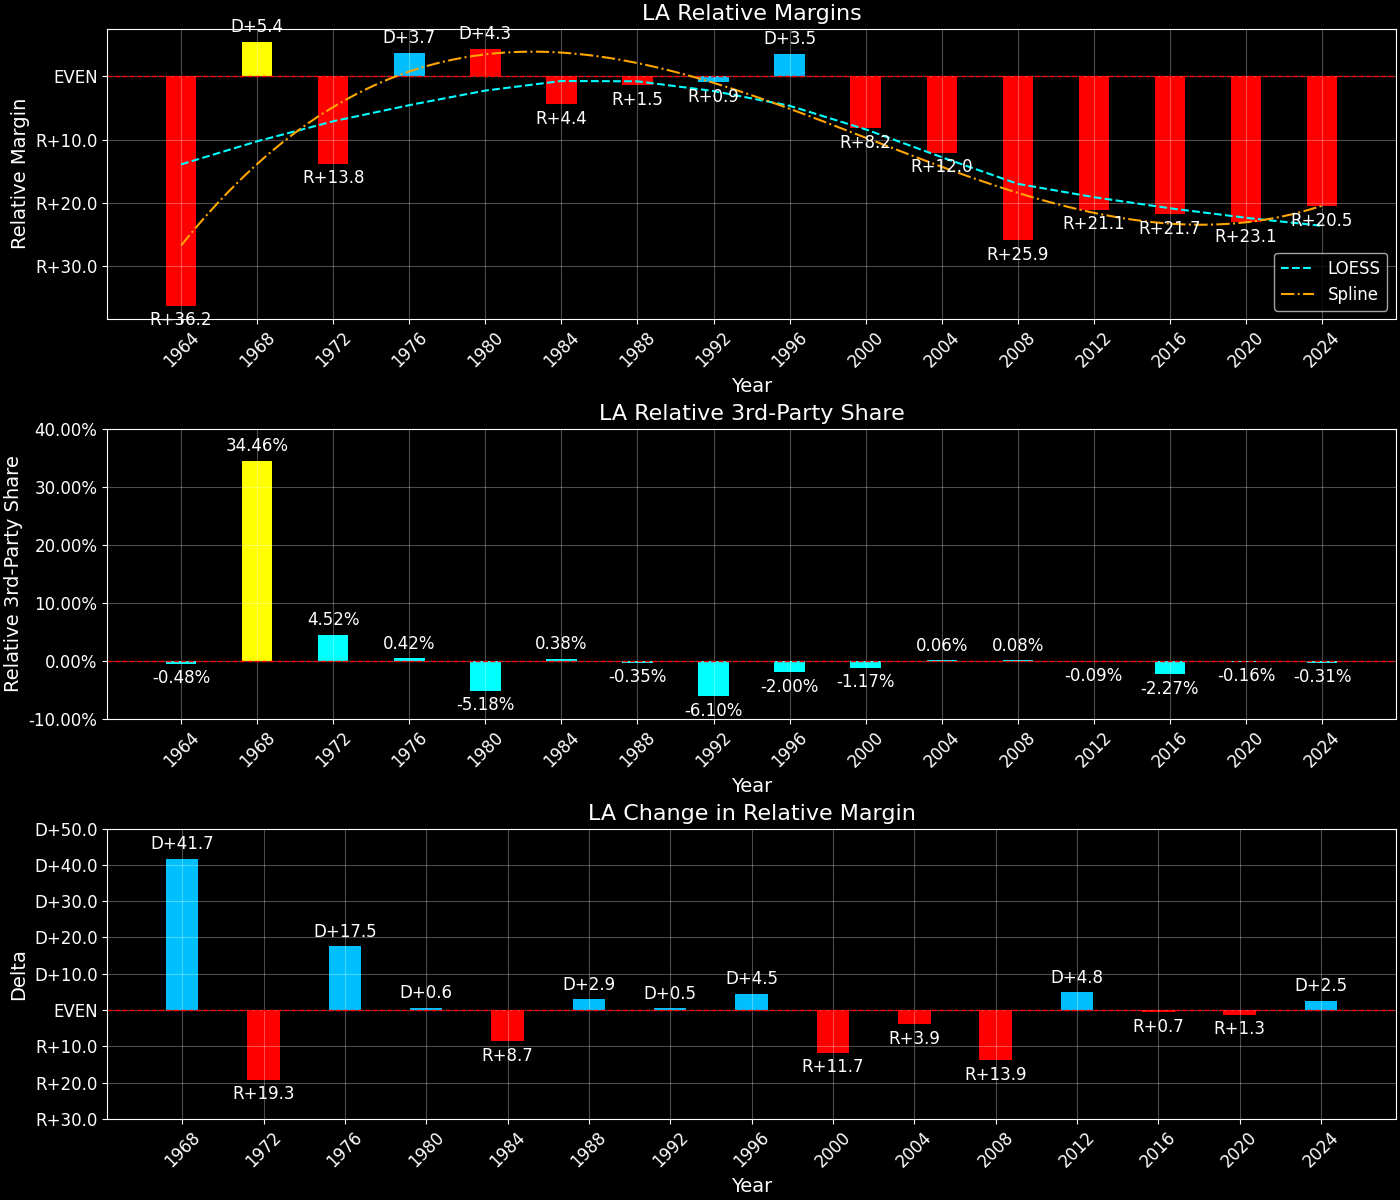 LA Relative Margins
Relative Margin
EVEN
R+10.0
R+20.0
R+30.0
R+36.2
D+5.4
R+13.8
D+3.7
D+4.3
R+4.4
R+1.5
R+0.9
D+3.5
R+8.2
R+12.0
R+25.9
R+21.1
R+21.7
R+23.1
R+20.5
LOESS
Spline
1964
1968
1972
1976
1980
1984
1988
1992
1996
2000
2004
2008
2012
2016
2020
2024
Year
LA Relative 3rd-Party Share
Relative 3rd-Party Share
40.00%
30.00%
20.00%
10.00%
0.00%
-10.00%
-0.48%
34.46%
4.52%
0.42%
-5.18%
0.38%
-0.35%
-6.10%
-2.00%
-1.17%
0.06%
0.08%
-0.09%
-2.27%
-0.16%
-0.31%
1964
1968
1972
1976
1980
1984
1988
1992
1996
2000
2004
2008
2012
2016
2020
2024
Year
LA Change in Relative Margin
Delta
D+50.0
D+40.0
D+30.0
D+20.0
D+10.0
EVEN
R+10.0
R+20.0
R+30.0
D+41.7
R+19.3
D+17.5
D+0.6
R+8.7
D+2.9
D+0.5
D+4.5
R+11.7
R+3.9
R+13.9
D+4.8
R+0.7
R+1.3
D+2.5
1968
1972
1976
1980
1984
1988
1992
1996
2000
2004
2008
2012
2016
2020
2024
Year